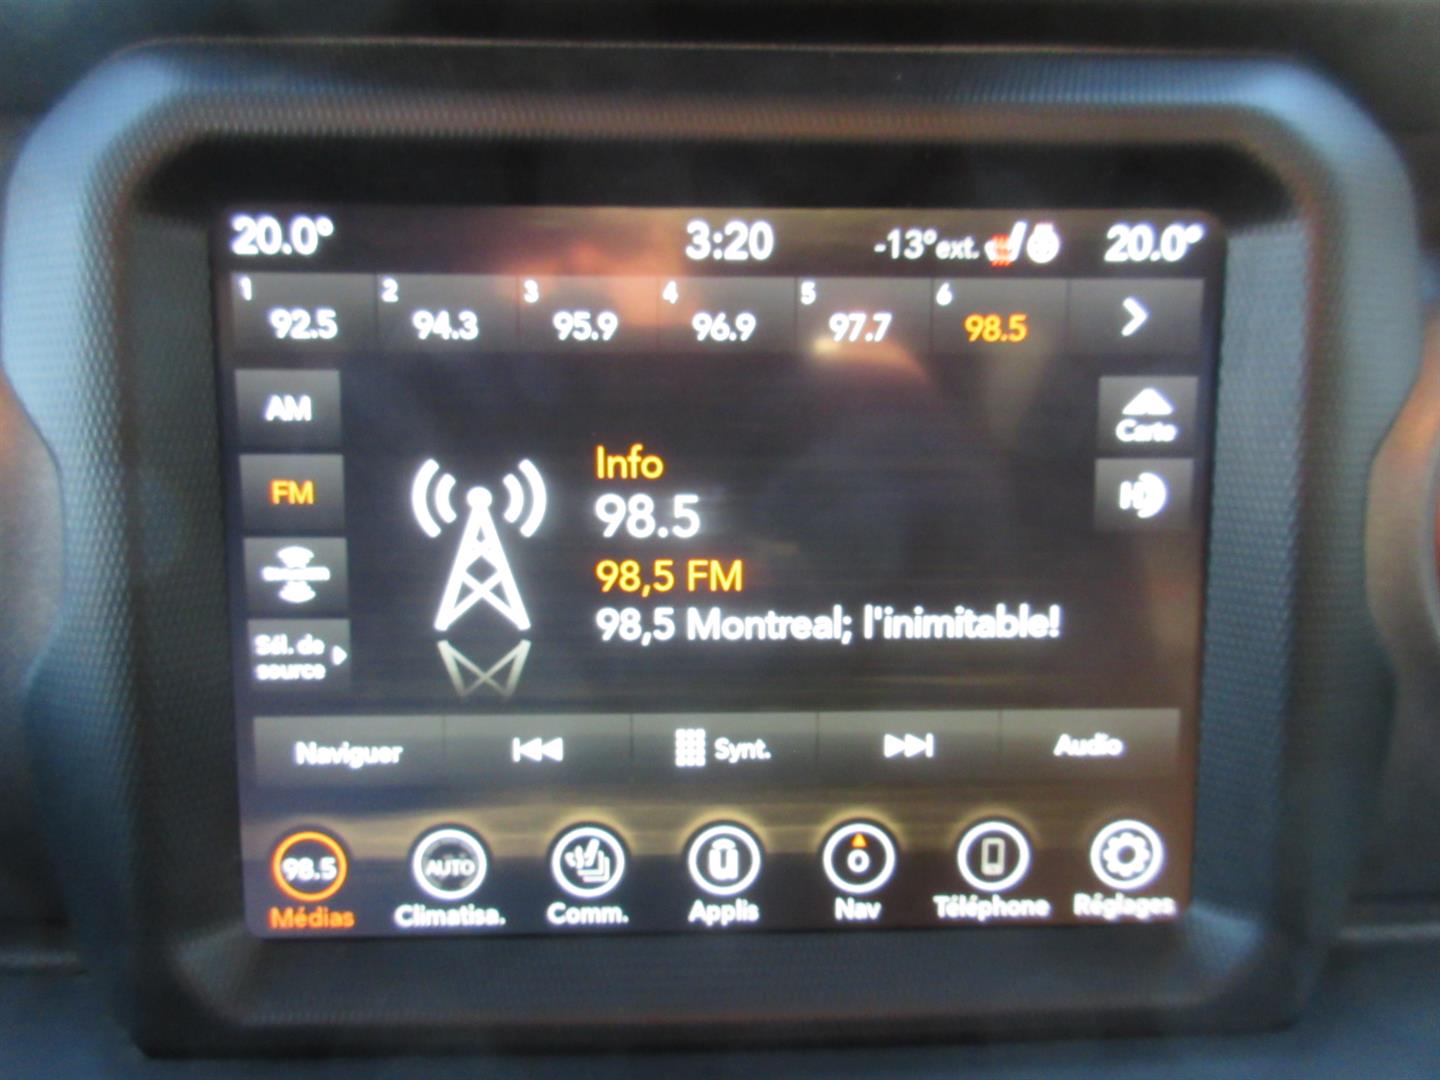 20.0° 3:20 -13°ext. 20.0°
1 2 3 4 5 6
92.5 94.3 95.9 96.9 97.7 98.5
AM
Carte
Info
FM
98.5
98,5 FM
98,5 Montreal; l'inimitable!
Sél. de
source
Naviguer Synt. Audio
98.5 AUTO
Médias Climatisa. Comm. Applis Nav Téléphone Réglages